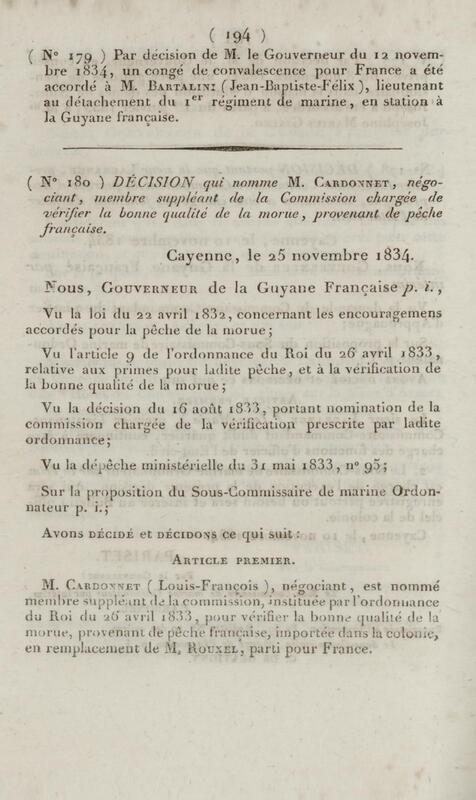 ( 194 )
( N° 179 ) Par décision de M. le Gouverneur du 12 novem-
bre 1834, un congé de convalescence pour France a été
accordé à M. BARTALINI ( Jean-Baptiste-Félix ), lieutenant
au détachement du 1er régiment de marine, en station à
la Guyane française.
( N° 180 ) DÉCISION qui nomme M. CARDONNET, négo-
ciant, membre suppléant de la Commission chargée de
vérifier la bonne qualité de la morue, provenant de pêche
française.
Cayenne, le 25 novembre 1834.
Nous, GOUVERNEUR de la Guyane Française p. i.,
Vu la loi du 22 avril 1832, concernant les encouragemens
accordés pour la pêche de la morue;
Vu l'article 9 de l'ordonnance du Roi du 26 avril 1833,
relative aux primes pour ladite pêche, et à la vérification de
la bonne qualité de la morue;
Vu la décision du 16 août 1833, portant nomination de la
commission chargée de la vérification prescrite par ladite
ordonnance;
Vu la dépêche ministérielle du 31 mai 1833, n° 95;
Sur la proposition du Sous-Commissaire de marine Ordon-
nateur p. i.;
AVONS DÉCIDÉ et DÉCIDONS ce qui suit :
ARTICLE PREMIER.
M. CARDONNET ( Louis-François ), négociant, est nommé
membre suppléant de la commission, instituée par l'ordonnance
du Roi du 26 avril 1833, pour vérifier la bonne qualité de la
morue, provenant de pêche française, importée dans la colonie,
en remplacement de M. ROUXEL, parti pour France.